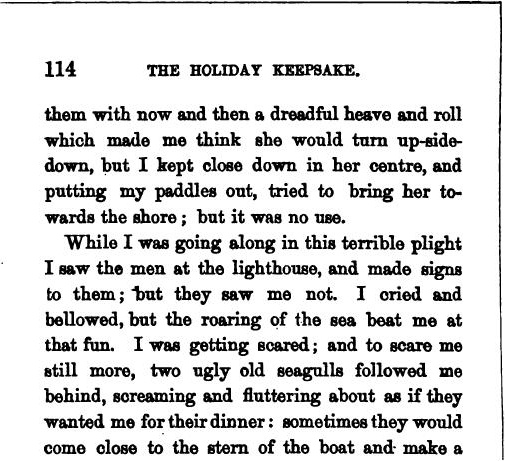 114 THE HOLIDAY KEEPSAKE.
them with now and then a dreadful heave and roll
which made me think she would turn up-side-
down, but I kept close down in her centre, and
putting my paddles out, tried to bring her to-
wards the shore; but it was no use.
While I was going along in this terrible plight
I saw the men at the lighthouse, and made signs
to them; but they saw me not. I cried and
bellowed, but the roaring of the sea beat me at
that fun. I was getting scared; and to scare me
still more, two ugly old seagulls followed me
behind, screaming and fluttering about as if they
wanted me for their dinner: sometimes they would
come close to the stern of the boat and make a